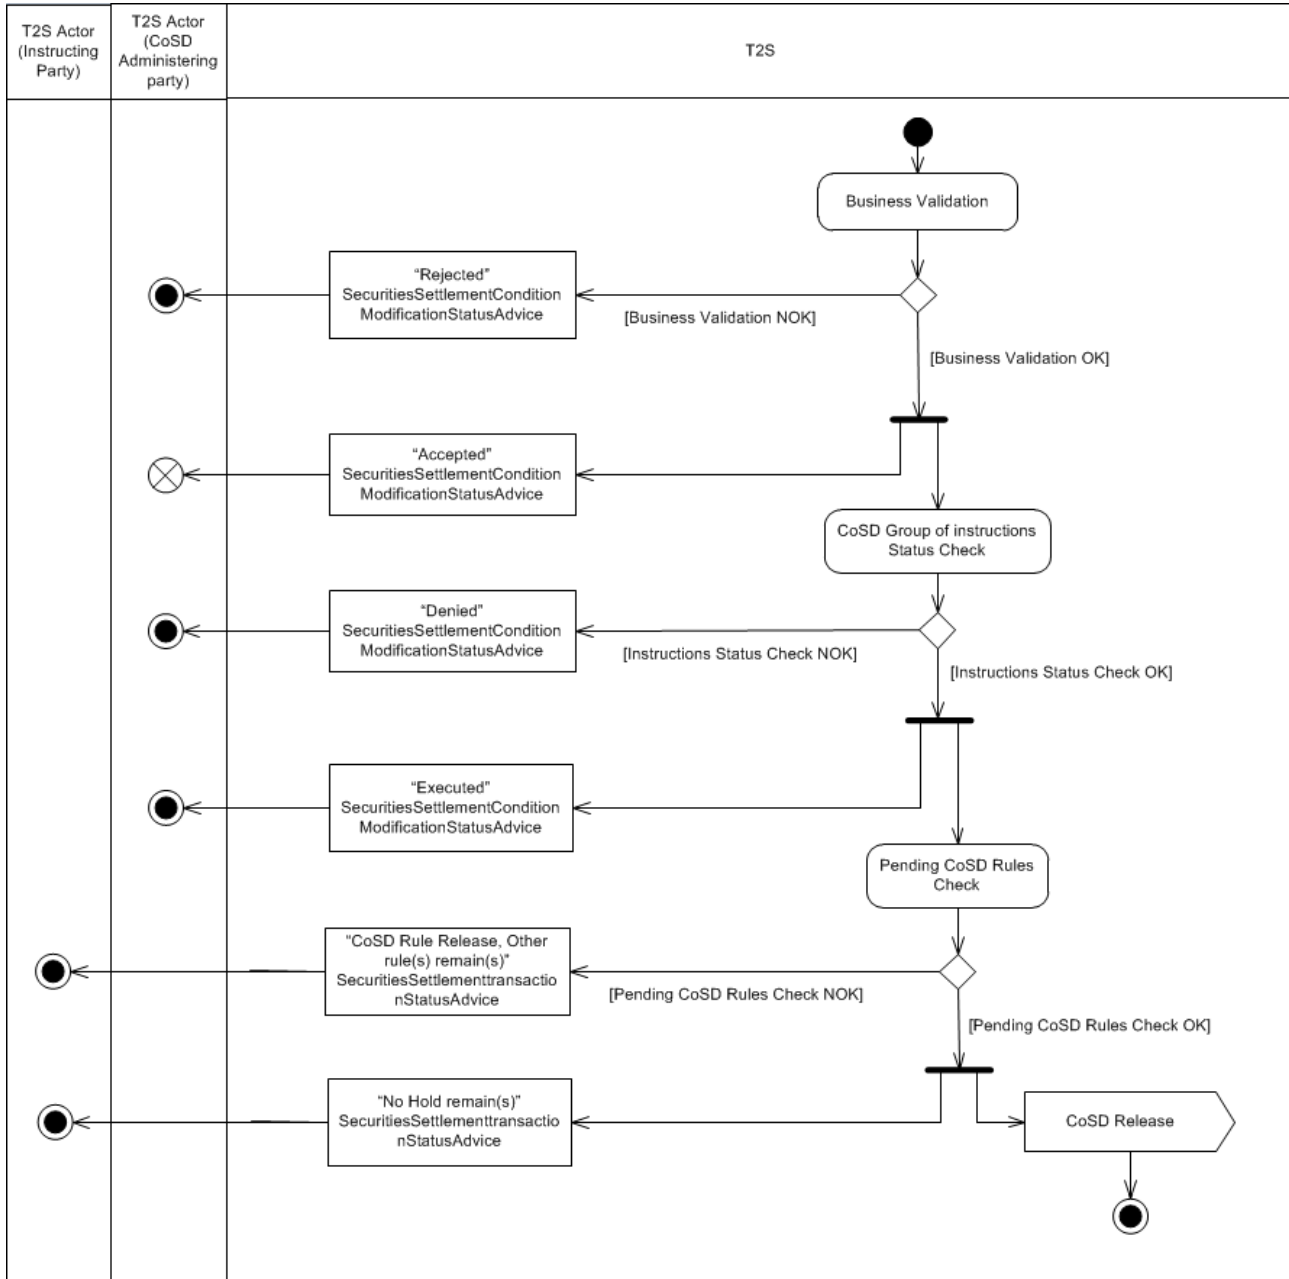 T2S Actor
(Instructing
Party)
T2S Actor
(CoSD
Administering
party)
T2S
Business Validation
“Rejected”
SecuritiesSettlementCondition
ModificationStatusAdvice
[Business Validation NOK]
[Business Validation OK]
“Accepted”
SecuritiesSettlementCondition
ModificationStatusAdvice
CoSD Group of instructions
Status Check
“Denied”
SecuritiesSettlementCondition
ModificationStatusAdvice
[Instructions Status Check NOK]
[Instructions Status Check OK]
“Executed”
SecuritiesSettlementCondition
ModificationStatusAdvice
Pending CoSD Rules
Check
“CoSD Rule Release, Other
rule(s) remain(s)”
SecuritiesSettlementtransactio
nStatusAdvice
[Pending CoSD Rules Check NOK]
[Pending CoSD Rules Check OK]
“No Hold remain(s)”
SecuritiesSettlementtransactio
nStatusAdvice
CoSD Release